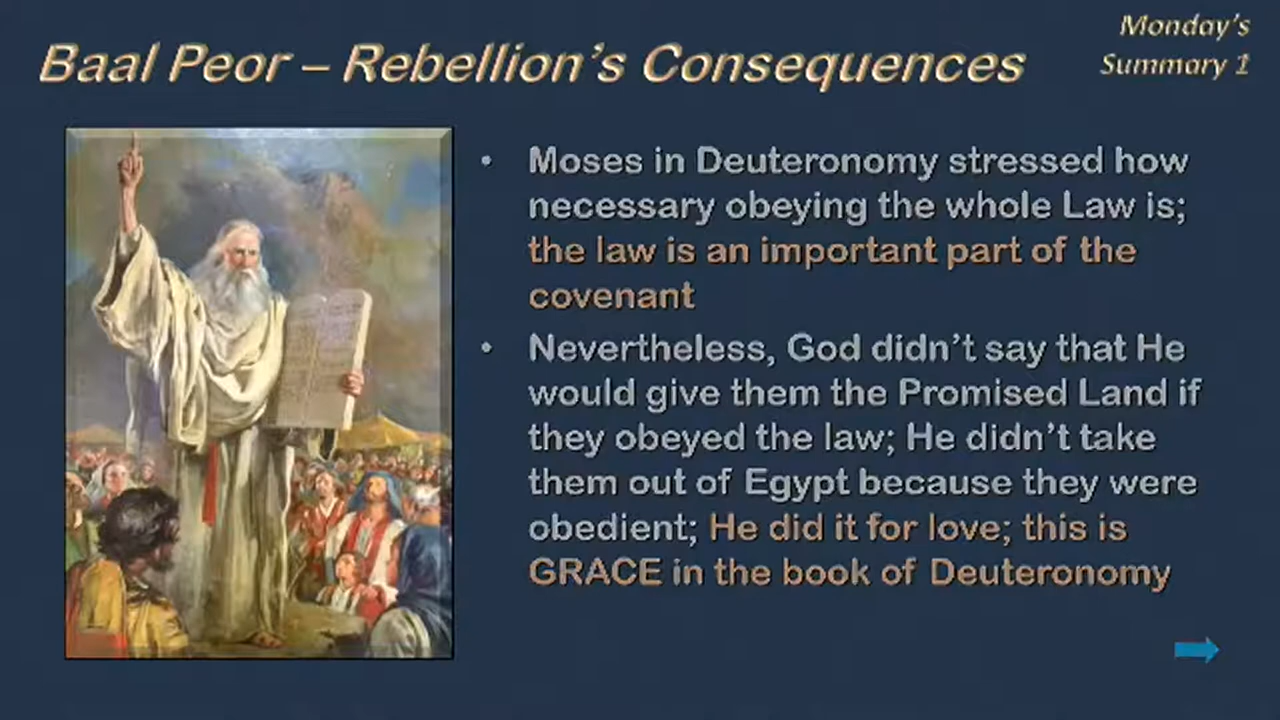 Monday's
Summary 1
Baal Peor – Rebellion's Consequences
• Moses in Deuteronomy stressed how
necessary obeying the whole Law is;
the law is an important part of the
covenant
• Nevertheless, God didn't say that He
would give them the Promised Land if
they obeyed the law; He didn't take
them out of Egypt because they were
obedient; He did it for love; this is
GRACE in the book of Deuteronomy